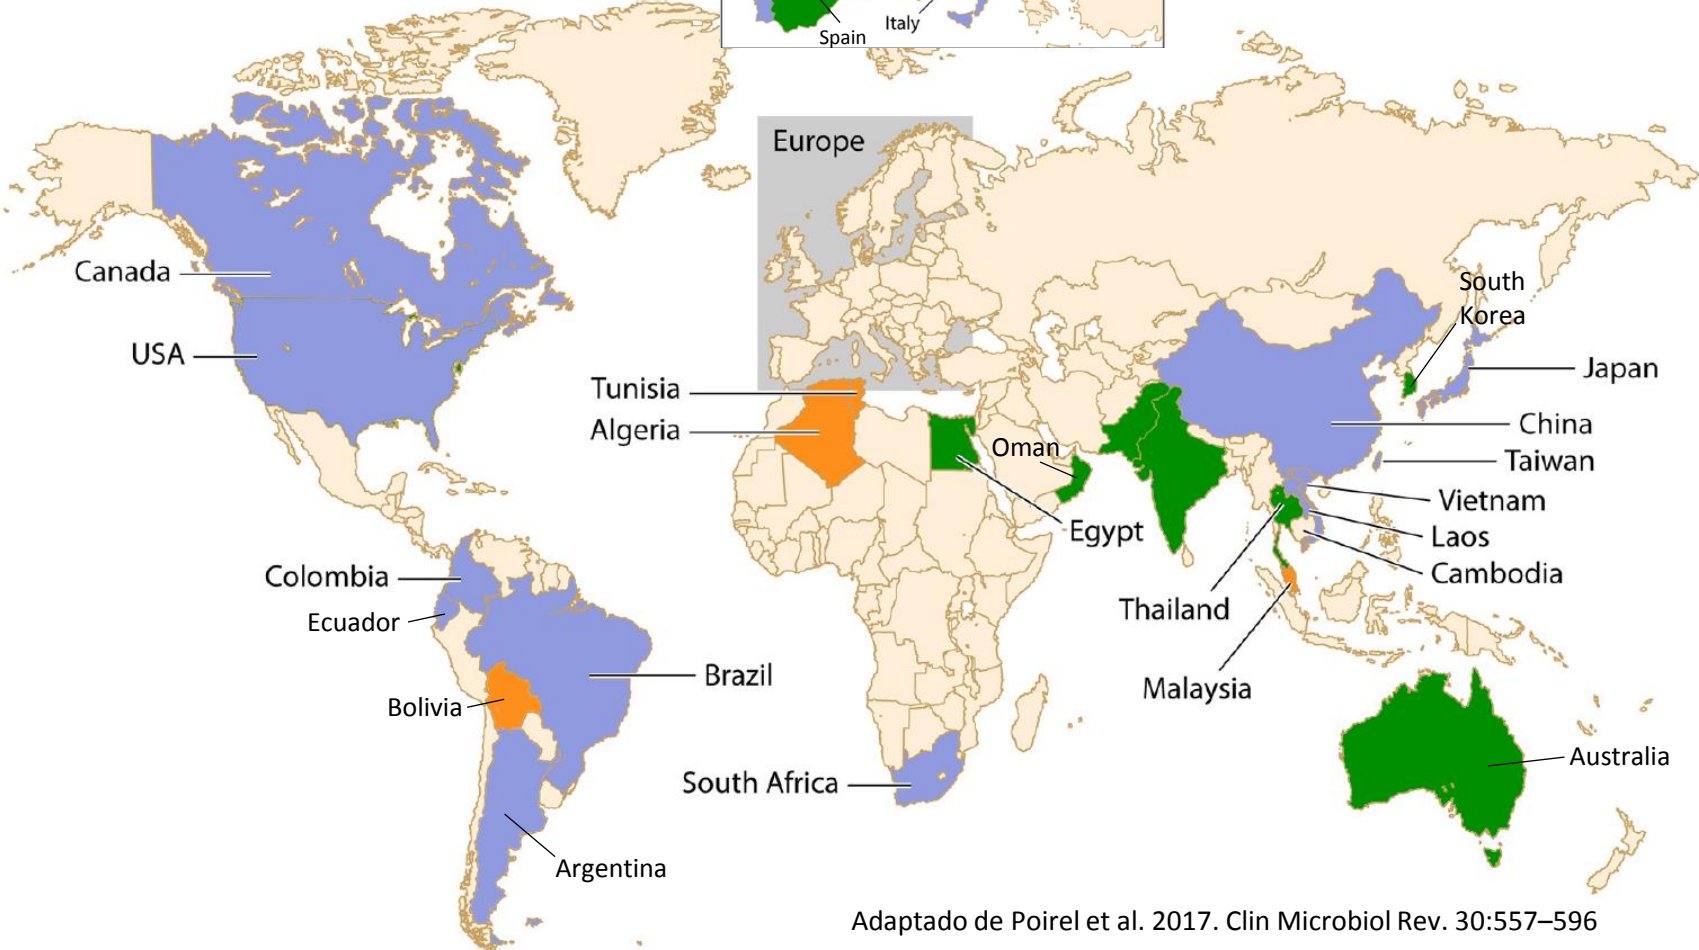 Italy
Spain
Europe
Canada
USA
South
Korea
Japan
Tunisia
Algeria
China
Oman
Taiwan
Vietnam
Egypt
Laos
Colombia
Cambodia
Ecuador
Thailand
Brazil
Malaysia
Bolivia
Australia
South Africa
Argentina
Adaptado de Poirel et al. 2017. Clin Microbiol Rev. 30:557–596